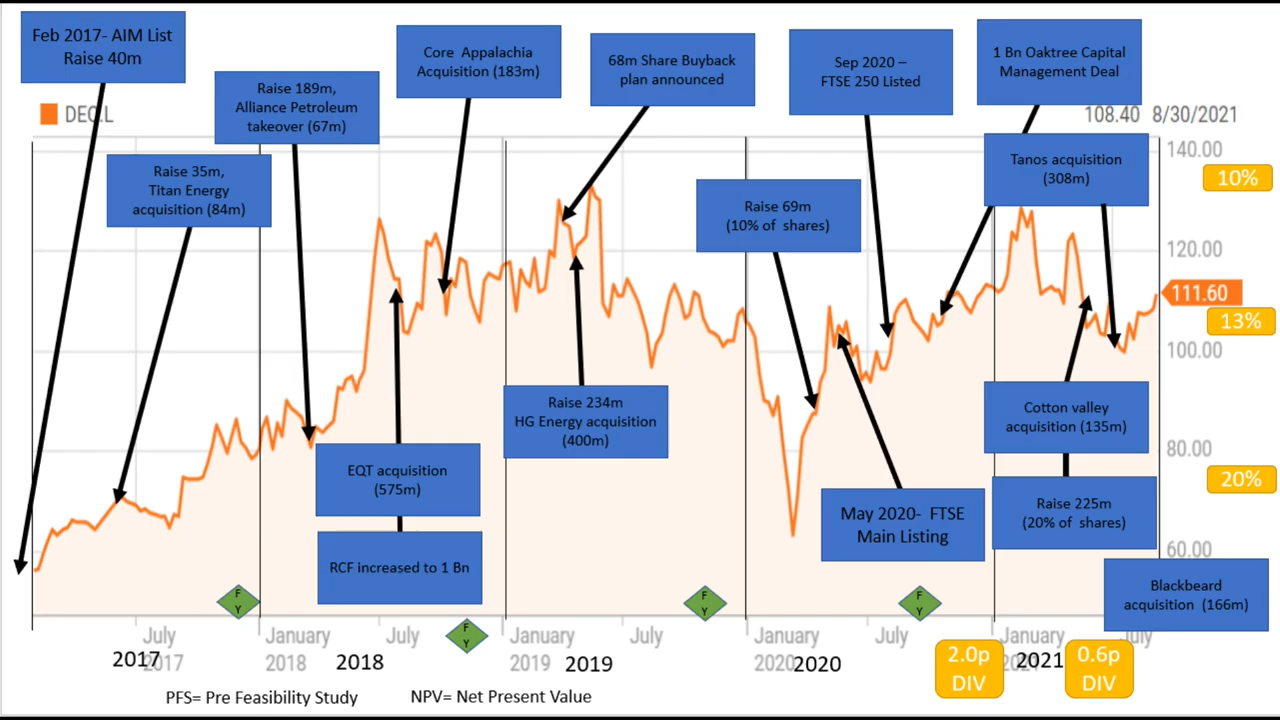 Feb 2017- AIM List
Raise 40m
Raise 189m,
Alliance Petroleum
takeover (67m)
Core Appalachia
Acquisition (183m)
68m Share Buyback
plan announced
Sep 2020 –
FTSE 250 Listed
1 Bn Oaktree Capital
Management Deal
DEC.L
108.40 8/30/2021
Raise 35m,
Titan Energy
acquisition (84m)
Raise 69m
(10% of shares)
Tanos acquisition
(308m)
140.00
10%
120.00
111.60
13%
100.00
Raise 234m
HG Energy acquisition
(400m)
Cotton valley
acquisition (135m)
80.00
EQT acquisition
(575m)
20%
May 2020- FTSE
Main Listing
Raise 225m
(20% of shares)
60.00
RCF increased to 1 Bn
Blackbeard
acquisition (166m)
F
Y
F
Y
F
Y
F
Y
July
2017
January
2018
July
January
2019
July
January
2020
July
January
2021
July
2017
2018
2019
2020
2021
2.0p
DIV
0.6p
DIV
PFS= Pre Feasibility Study
NPV= Net Present Value